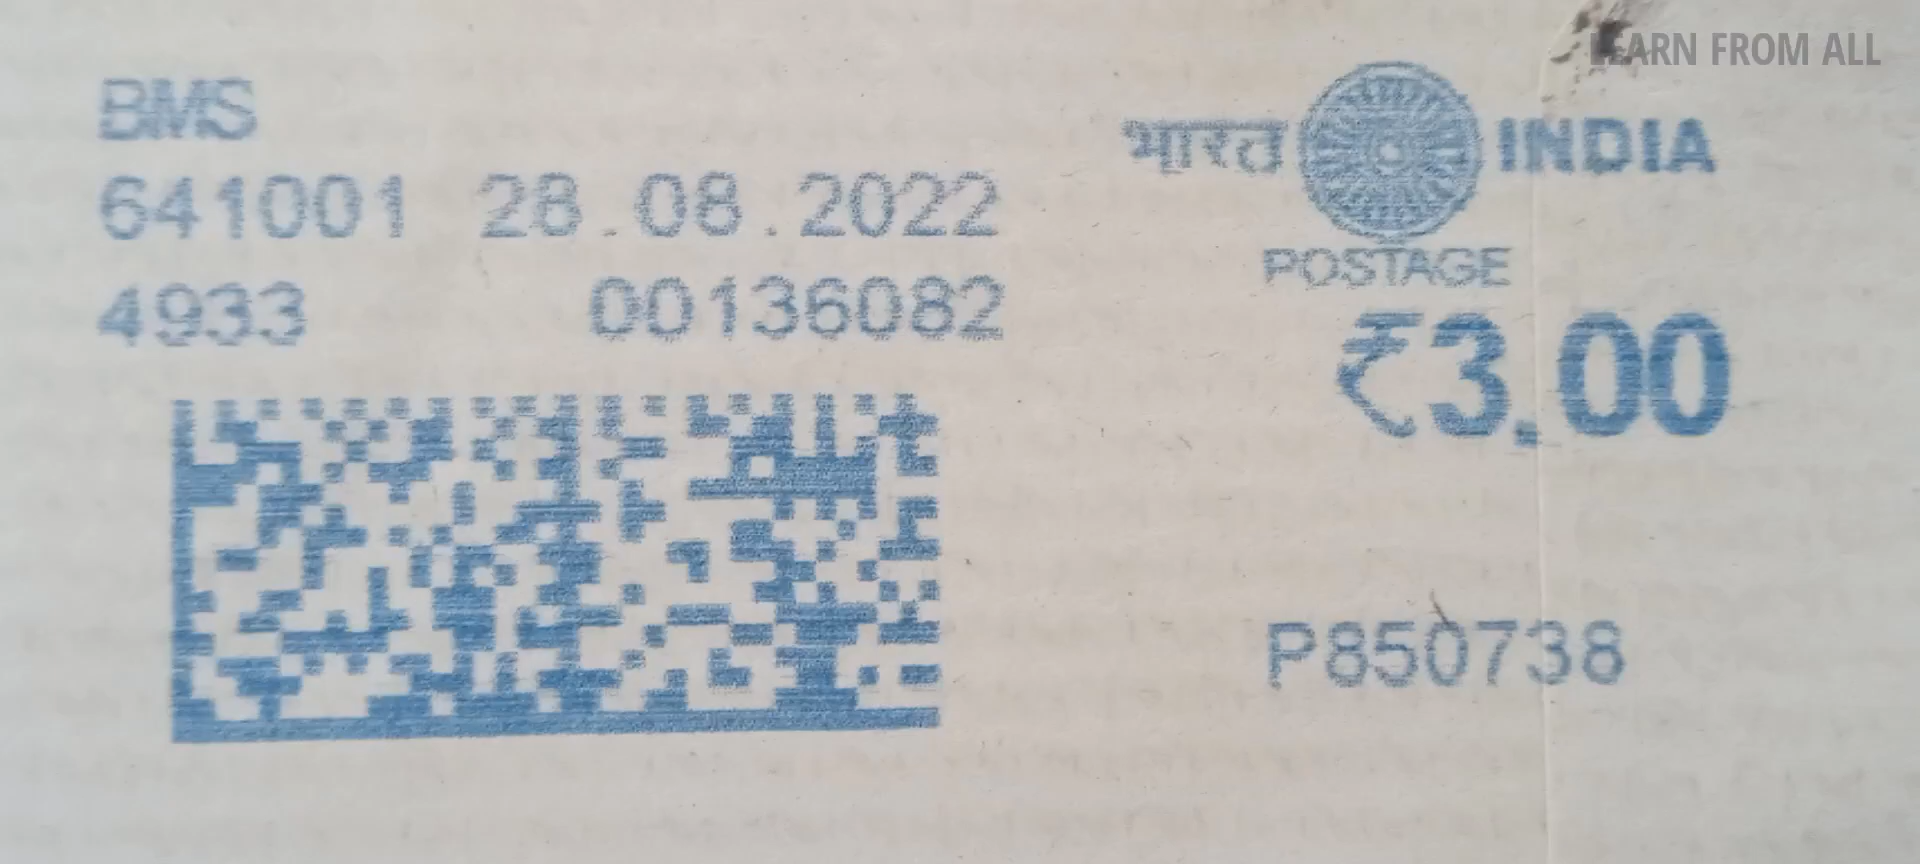 LEARN FROM ALL
BMS
641001 28.08.2022
4933 00136082
भारत INDIA
POSTAGE
₹3.00
P850738